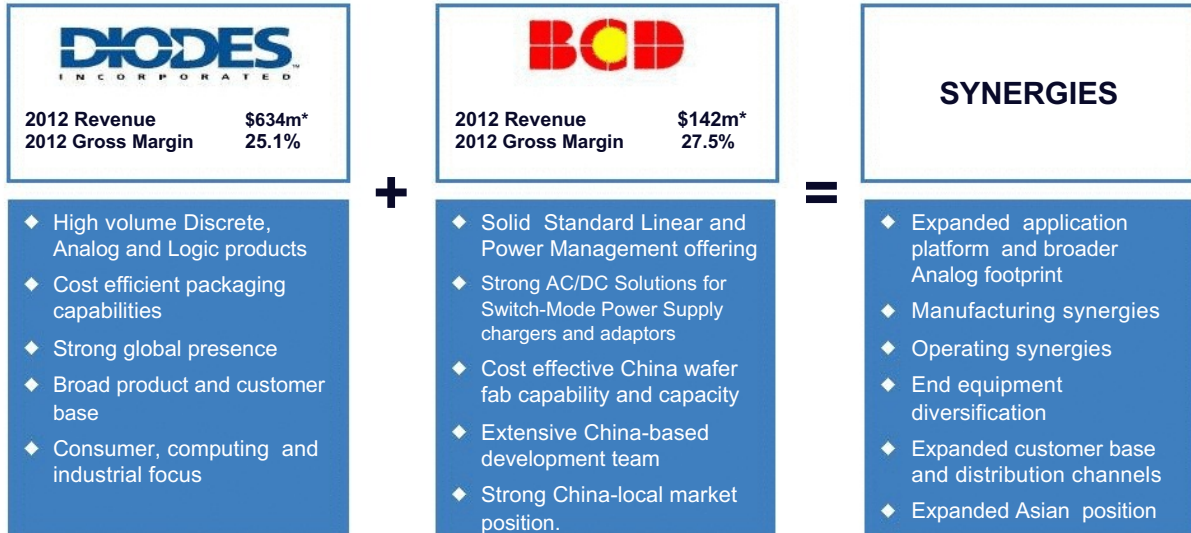 DIODES™
INCORPORATED
2012 Revenue $634m*
2012 Gross Margin 25.1%
◆ High volume Discrete,
Analog and Logic products
◆ Cost efficient packaging
capabilities
◆ Strong global presence
◆ Broad product and customer
base
◆ Consumer, computing and
industrial focus
+
BCD
2012 Revenue $142m*
2012 Gross Margin 27.5%
◆ Solid Standard Linear and
Power Management offering
◆ Strong AC/DC Solutions for
Switch-Mode Power Supply
chargers and adaptors
◆ Cost effective China wafer
fab capability and capacity
◆ Extensive China-based
development team
◆ Strong China-local market
position.
=
SYNERGIES
◆ Expanded application
platform and broader
Analog footprint
◆ Manufacturing synergies
◆ Operating synergies
◆ End equipment
diversification
◆ Expanded customer base
and distribution channels
◆ Expanded Asian position